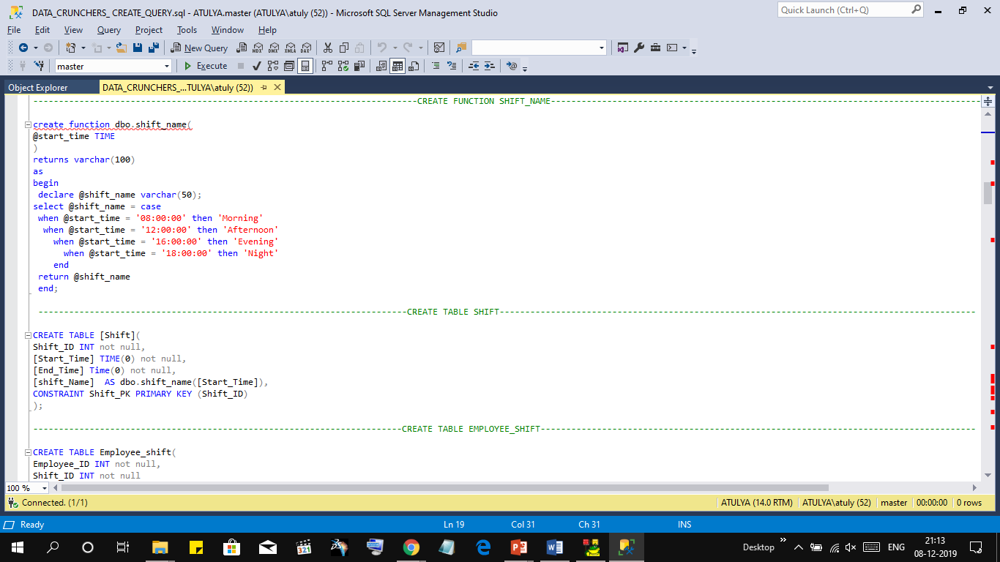 DATA_CRUNCHERS_ CREATE_QUERY.sql - ATULYA.master (ATULYA\atuly (52)) - Microsoft SQL Server Management Studio
Quick Launch (Ctrl+Q)
File Edit View Query Project Tools Window Help
New Query MDX DMX XMLA DAX
master Execute
Object Explorer DATA_CRUNCHERS_...TULYA\atuly (52))
---------------------------------------------------------------------------CREATE FUNCTION SHIFT_NAME------------------------------------------------------------------------------------
create function dbo.shift_name(
@start_time TIME
)
returns varchar(100)
as
begin
declare @shift_name varchar(50);
select @shift_name = case
when @start_time = '08:00:00' then 'Morning'
when @start_time = '12:00:00' then 'Afternoon'
when @start_time = '16:00:00' then 'Evening'
when @start_time = '18:00:00' then 'Night'
end
return @shift_name
end;
------------------------------------------------------------------------CREATE TABLE SHIFT---------------------------------------------------------------------------------------------
CREATE TABLE [Shift](
Shift_ID INT not null,
[Start_Time] TIME(0) not null,
[End_Time] Time(0) not null,
[shift_Name]  AS dbo.shift_name([Start_Time]),
CONSTRAINT Shift_PK PRIMARY KEY (Shift_ID)
);
------------------------------------------------------------------------CREATE TABLE EMPLOYEE_SHIFT-------------------------------------------------------------------------------------
CREATE TABLE Employee_shift(
Employee_ID INT not null,
Shift_ID INT not null
100 %
Connected. (1/1) ATULYA (14.0 RTM) ATULYA\atuly (52) master 00:00:00 0 rows
Ready Ln 19 Col 31 Ch 31 INS
321 Desktop ENG 21:13
08-12-2019